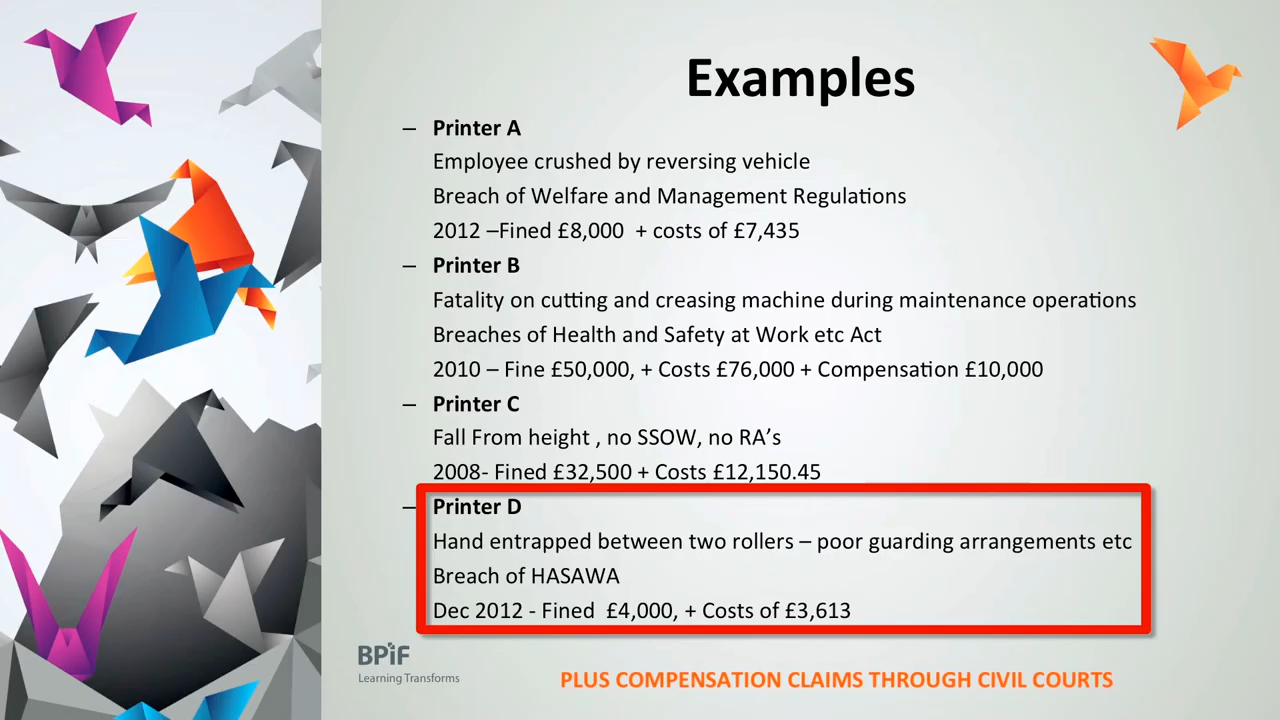 Examples
– Printer A
Employee crushed by reversing vehicle
Breach of Welfare and Management Regulations
2012 –Fined £8,000 + costs of £7,435
– Printer B
Fatality on cutting and creasing machine during maintenance operations
Breaches of Health and Safety at Work etc Act
2010 – Fine £50,000, + Costs £76,000 + Compensation £10,000
– Printer C
Fall From height , no SSOW, no RA’s
2008- Fined £32,500 + Costs £12,150.45
– Printer D
Hand entrapped between two rollers – poor guarding arrangements etc
Breach of HASAWA
Dec 2012 - Fined £4,000, + Costs of £3,613
BPiF
Learning Transforms
PLUS COMPENSATION CLAIMS THROUGH CIVIL COURTS